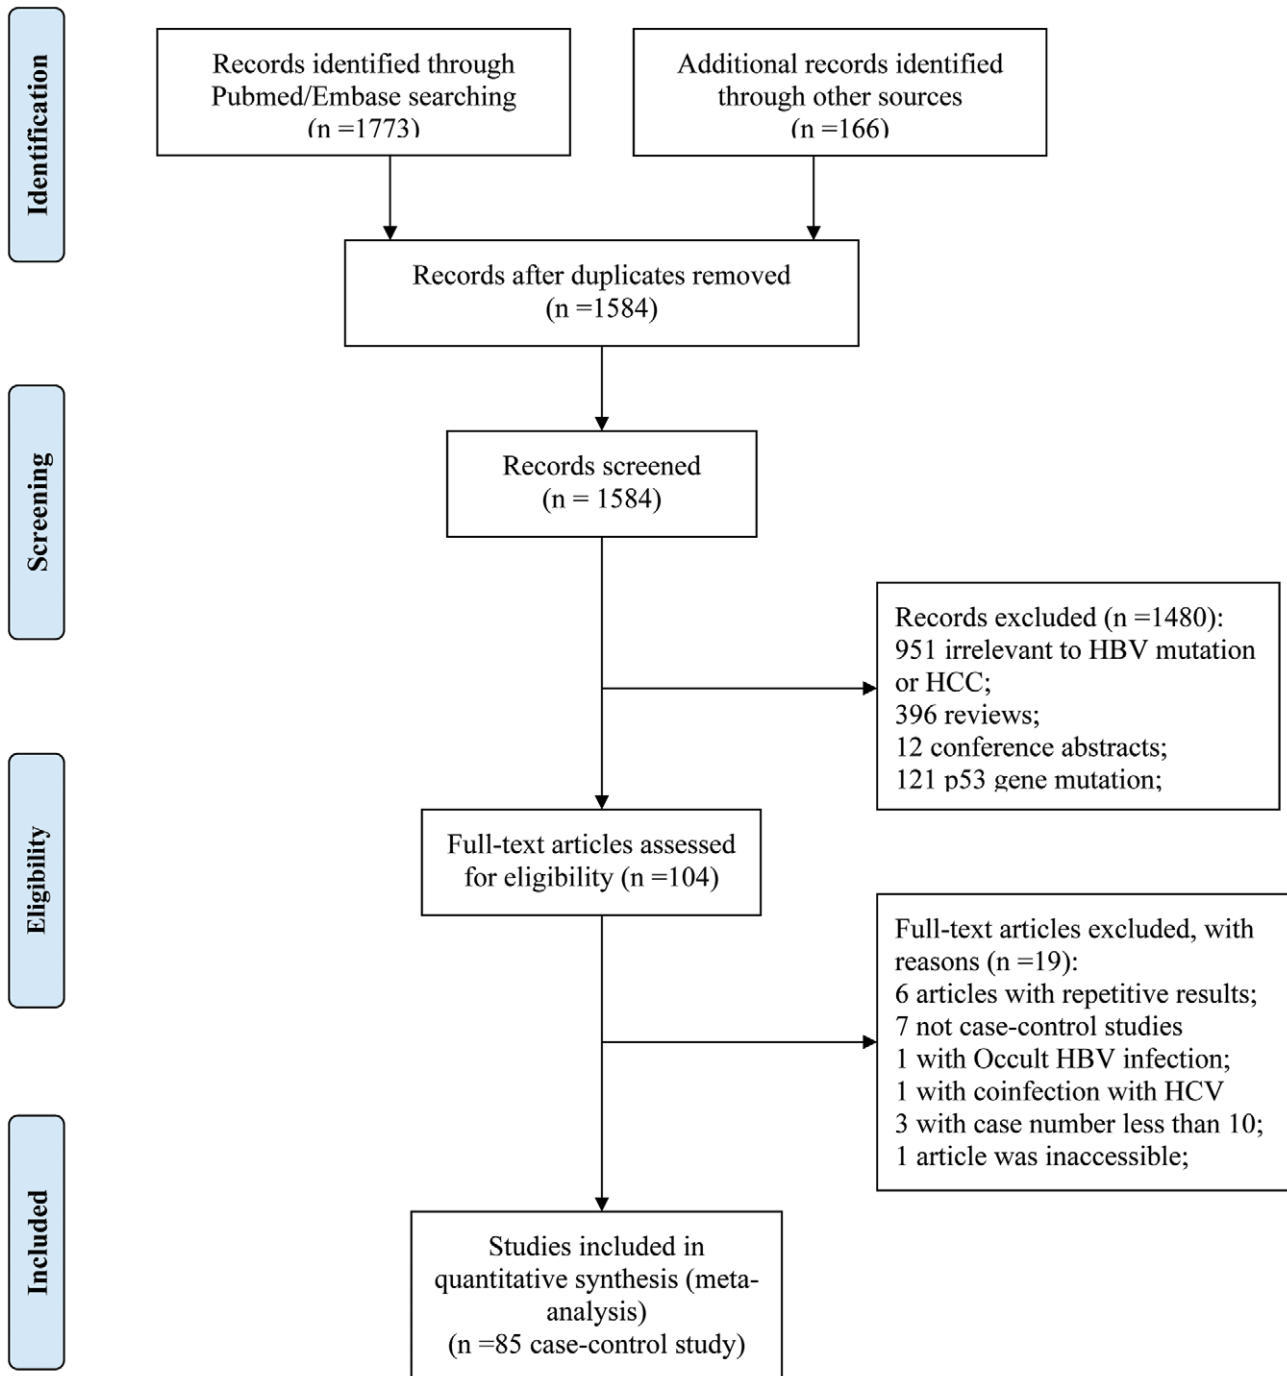 Identification
Records identified through
Pubmed/Embase searching
(n =1773)
Additional records identified
through other sources
(n =166)
Records after duplicates removed
(n =1584)
Screening
Records screened
(n = 1584)
Records excluded (n =1480):
951 irrelevant to HBV mutation
or HCC;
396 reviews;
12 conference abstracts;
121 p53 gene mutation;
Eligibility
Full-text articles assessed
for eligibility (n =104)
Full-text articles excluded, with
reasons (n =19):
6 articles with repetitive results;
7 not case-control studies
1 with Occult HBV infection;
1 with coinfection with HCV
3 with case number less than 10;
1 article was inaccessible;
Included
Studies included in
quantitative synthesis (meta-
analysis)
(n =85 case-control study)